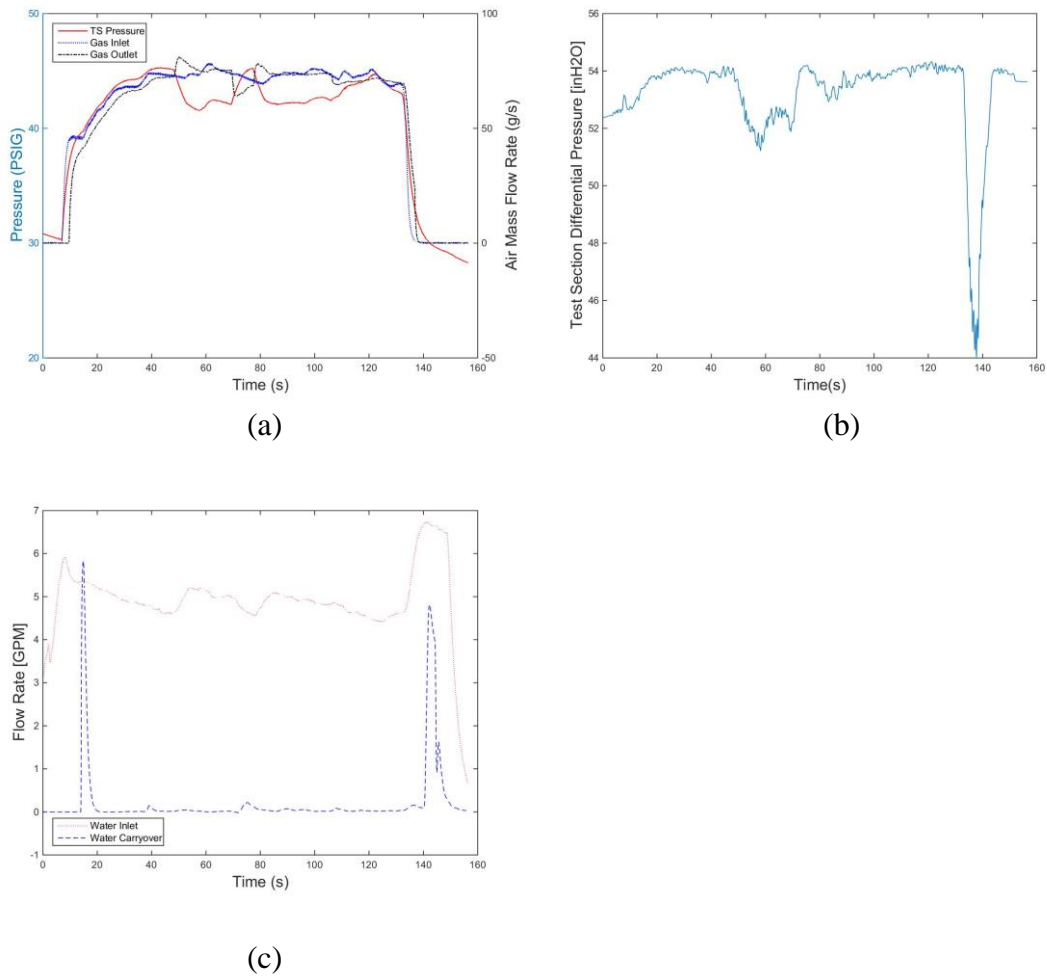 50
40
30
20
Pressure (PSIG)
100
50
0
-50
Air Mass Flow Rate (g/s)
TS Pressure
Gas Inlet
Gas Outlet
0 20 40 60 80 100 120 140 160
Time (s)
(a)
56
54
52
50
48
46
44
Test Section Differential Pressure [inH2O]
0 20 40 60 80 100 120 140 160
Time(s)
(b)
7
6
5
4
3
2
1
0
-1
Flow Rate [GPM]
Water Inlet
Water Carryover
0 20 40 60 80 100 120 140 160
Time (s)
(c)